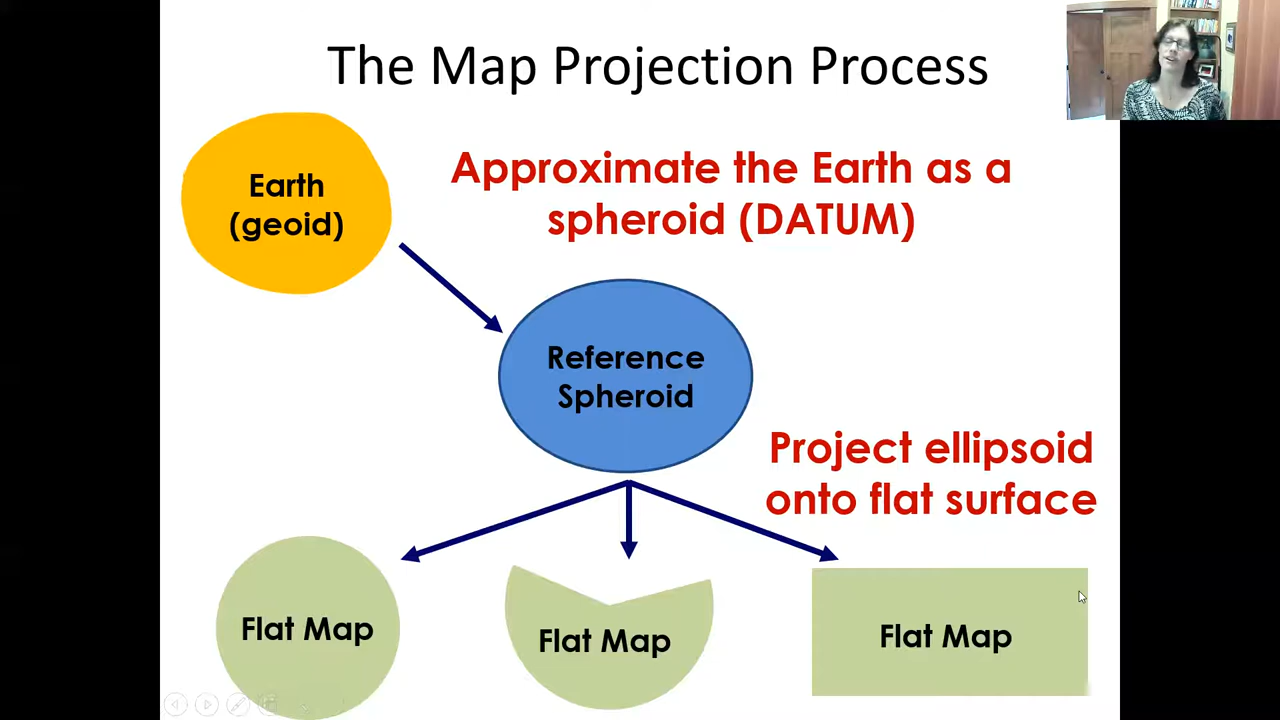 The Map Projection Process
Earth
(geoid)
Approximate the Earth as a
spheroid (DATUM)
Reference
Spheroid
Project ellipsoid
onto flat surface
Flat Map
Flat Map
Flat Map